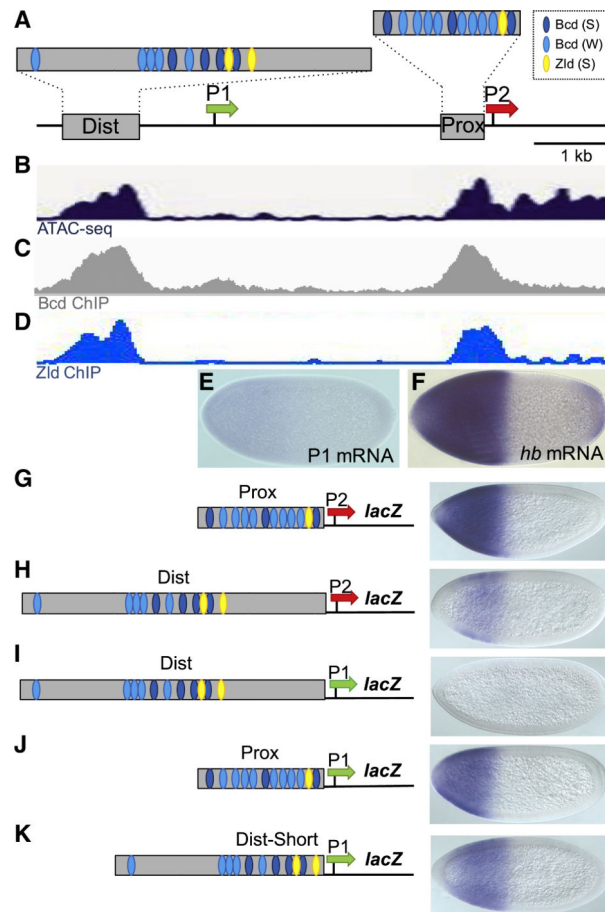 A
Bcd (S)
Bcd (W)
Zld (S)
P1
P2
Dist
Prox
1 kb
B
ATAC-seq
C
Bcd ChIP
D
Zld ChIP
E
P1 mRNA
F
hb mRNA
G
Prox
P2
lacZ
H
Dist
P2
lacZ
I
Dist
P1
lacZ
J
Prox
P1
lacZ
K
Dist-Short
P1
lacZ